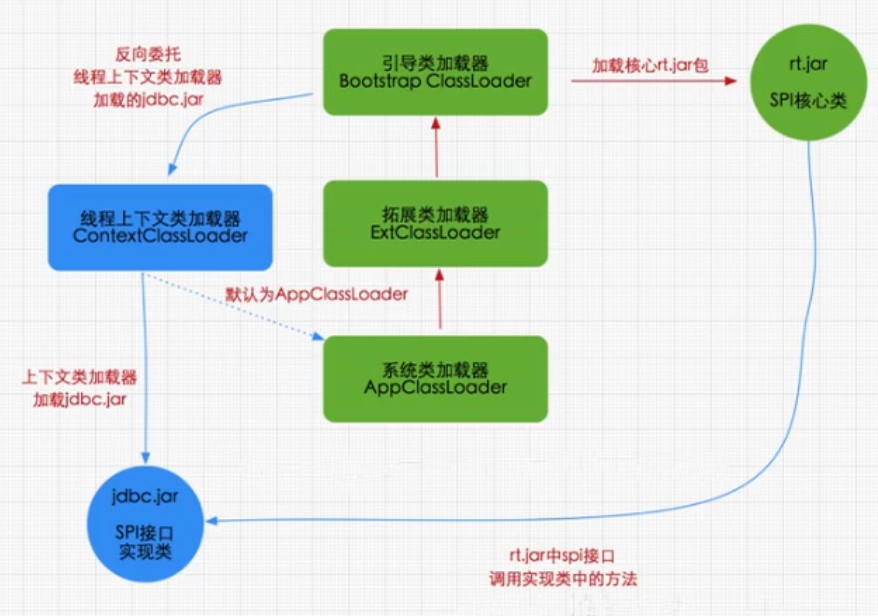 反向委托
线程上下文类加载器
加载的jdbc.jar
引导类加载器
Bootstrap ClassLoader
加载核心rt.jar包
rt.jar
SPI核心类
线程上下文类加载器
ContextClassLoader
拓展类加载器
ExtClassLoader
默认为AppClassLoader
系统类加载器
AppClassLoader
上下文类加载器
加载jdbc.jar
jdbc.jar
SPI接口
实现类
rt.jar中spi接口
调用实现类中的方法